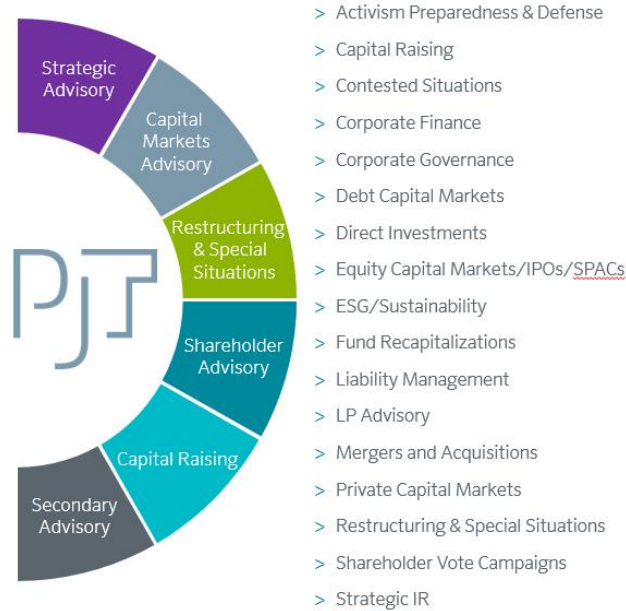 Strategic
Advisory
Capital
Markets
Advisory
Restructuring
& Special
Situations
PJT
Shareholder
Advisory
Capital Raising
Secondary
Advisory
> Activism Preparedness & Defense
> Capital Raising
> Contested Situations
> Corporate Finance
> Corporate Governance
> Debt Capital Markets
> Direct Investments
> Equity Capital Markets/IPOs/SPACs
> ESG/Sustainability
> Fund Recapitalizations
> Liability Management
> LP Advisory
> Mergers and Acquisitions
> Private Capital Markets
> Restructuring & Special Situations
> Shareholder Vote Campaigns
> Strategic IR